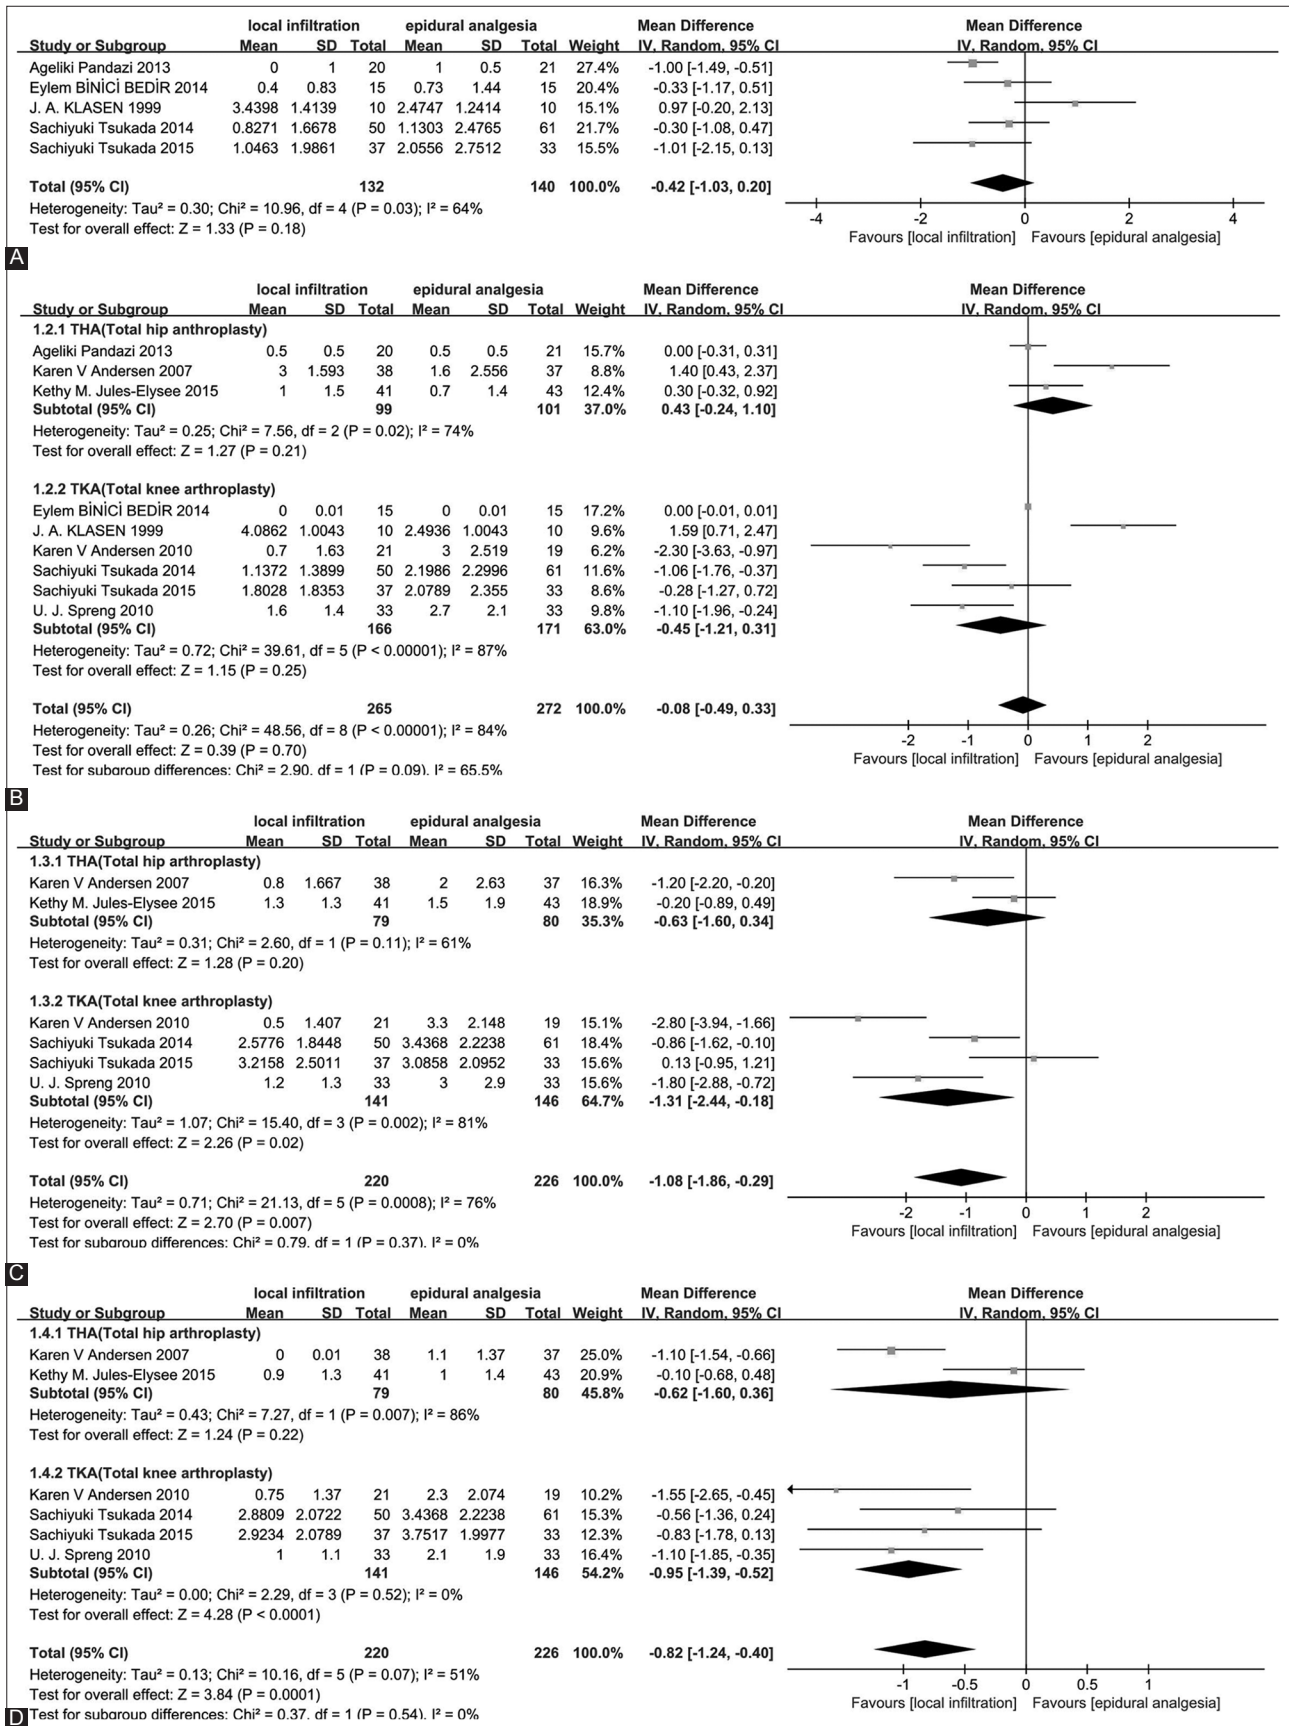 local infiltration epidural analgesia Mean Difference Mean Difference
Study or Subgroup Mean SD Total Mean SD Total Weight IV, Random, 95% CI IV, Random, 95% CI
Ageliki Pandazi 2013 0 1 20 1 0.5 21 27.4% -1.00 [-1.49, -0.51]
Eylem BİNİCİ BEDİR 2014 0.4 0.83 15 0.73 1.44 15 20.4% -0.33 [-1.17, 0.51]
J. A. KLASEN 1999 3.4398 1.4139 10 2.4747 1.2414 10 15.1% 0.97 [-0.20, 2.13]
Sachiyuki Tsukada 2014 0.8271 1.6678 50 1.1303 2.4765 61 21.7% -0.30 [-1.08, 0.47]
Sachiyuki Tsukada 2015 1.0463 1.9861 37 2.0556 2.7512 33 15.5% -1.01 [-2.15, 0.13]
Total (95% CI) 132 140 100.0% -0.42 [-1.03, 0.20]
Heterogeneity: Tau² = 0.30; Chi² = 10.96, df = 4 (P = 0.03); I² = 64%
Test for overall effect: Z = 1.33 (P = 0.18)
-4 -2 0 2 4
Favours [local infiltration] Favours [epidural analgesia]
A
local infiltration epidural analgesia Mean Difference Mean Difference
Study or Subgroup Mean SD Total Mean SD Total Weight IV, Random, 95% CI IV, Random, 95% CI
1.2.1 THA(Total hip anthroplasty)
Ageliki Pandazi 2013 0.5 0.5 20 0.5 0.5 21 15.7% 0.00 [-0.31, 0.31]
Karen V Andersen 2007 3 1.593 38 1.6 2.556 37 8.8% 1.40 [0.43, 2.37]
Kethy M. Jules-Elysee 2015 1 1.5 41 0.7 1.4 43 12.4% 0.30 [-0.32, 0.92]
Subtotal (95% CI) 99 101 37.0% 0.43 [-0.24, 1.10]
Heterogeneity: Tau² = 0.25; Chi² = 7.56, df = 2 (P = 0.02); I² = 74%
Test for overall effect: Z = 1.27 (P = 0.21)
1.2.2 TKA(Total knee arthroplasty)
Eylem BİNİCİ BEDİR 2014 0 0.01 15 0 0.01 15 17.2% 0.00 [-0.01, 0.01]
J. A. KLASEN 1999 4.0862 1.0043 10 2.4936 1.0043 10 9.6% 1.59 [0.71, 2.47]
Karen V Andersen 2010 0.7 1.63 21 3 2.519 19 6.2% -2.30 [-3.63, -0.97]
Sachiyuki Tsukada 2014 1.1372 1.3899 50 2.1986 2.2996 61 11.6% -1.06 [-1.76, -0.37]
Sachiyuki Tsukada 2015 1.8028 1.8353 37 2.0789 2.355 33 8.6% -0.28 [-1.27, 0.72]
U. J. Spreng 2010 1.6 1.4 33 2.7 2.1 33 9.8% -1.10 [-1.96, -0.24]
Subtotal (95% CI) 166 171 63.0% -0.45 [-1.21, 0.31]
Heterogeneity: Tau² = 0.72; Chi² = 39.61, df = 5 (P < 0.00001); I² = 87%
Test for overall effect: Z = 1.15 (P = 0.25)
Total (95% CI) 265 272 100.0% -0.08 [-0.49, 0.33]
Heterogeneity: Tau² = 0.26; Chi² = 48.56, df = 8 (P < 0.00001); I² = 84%
Test for overall effect: Z = 0.39 (P = 0.70)
Test for subgroup differences: Chi² = 2.90, df = 1 (P = 0.09), I² = 65.5%
-2 -1 0 1 2
Favours [local infiltration] Favours [epidural analgesia]
B
local infiltration epidural analgesia Mean Difference Mean Difference
Study or Subgroup Mean SD Total Mean SD Total Weight IV, Random, 95% CI IV, Random, 95% CI
1.3.1 THA(Total hip arthroplasty)
Karen V Andersen 2007 0.8 1.667 38 2 2.63 37 16.3% -1.20 [-2.20, -0.20]
Kethy M. Jules-Elysee 2015 1.3 1.3 41 1.5 1.9 43 18.9% -0.20 [-0.89, 0.49]
Subtotal (95% CI) 79 80 35.3% -0.63 [-1.60, 0.34]
Heterogeneity: Tau² = 0.31; Chi² = 2.60, df = 1 (P = 0.11); I² = 61%
Test for overall effect: Z = 1.28 (P = 0.20)
1.3.2 TKA(Total knee arthroplasty)
Karen V Andersen 2010 0.5 1.407 21 3.3 2.148 19 15.1% -2.80 [-3.94, -1.66]
Sachiyuki Tsukada 2014 2.5776 1.8448 50 3.4368 2.2238 61 18.4% -0.86 [-1.62, -0.10]
Sachiyuki Tsukada 2015 3.2158 2.5011 37 3.0858 2.0952 33 15.6% 0.13 [-0.95, 1.21]
U. J. Spreng 2010 1.2 1.3 33 3 2.9 33 15.6% -1.80 [-2.88, -0.72]
Subtotal (95% CI) 141 146 64.7% -1.31 [-2.44, -0.18]
Heterogeneity: Tau² = 1.07; Chi² = 15.40, df = 3 (P = 0.002); I² = 81%
Test for overall effect: Z = 2.26 (P = 0.02)
Total (95% CI) 220 226 100.0% -1.08 [-1.86, -0.29]
Heterogeneity: Tau² = 0.71; Chi² = 21.13, df = 5 (P = 0.0008); I² = 76%
Test for overall effect: Z = 2.70 (P = 0.007)
Test for subgroup differences: Chi² = 0.79, df = 1 (P = 0.37), I² = 0%
-2 -1 0 1 2
Favours [local infiltration] Favours [epidural analgesia]
C
local infiltration epidural analgesia Mean Difference Mean Difference
Study or Subgroup Mean SD Total Mean SD Total Weight IV, Random, 95% CI IV, Random, 95% CI
1.4.1 THA(Total hip arthroplasty)
Karen V Andersen 2007 0 0.01 38 1.1 1.37 37 25.0% -1.10 [-1.54, -0.66]
Kethy M. Jules-Elysee 2015 0.9 1.3 41 1 1.4 43 20.9% -0.10 [-0.68, 0.48]
Subtotal (95% CI) 79 80 45.8% -0.62 [-1.60, 0.36]
Heterogeneity: Tau² = 0.43; Chi² = 7.27, df = 1 (P = 0.007); I² = 86%
Test for overall effect: Z = 1.24 (P = 0.22)
1.4.2 TKA(Total knee arthroplasty)
Karen V Andersen 2010 0.75 1.37 21 2.3 2.074 19 10.2% -1.55 [-2.65, -0.45]
Sachiyuki Tsukada 2014 2.8809 2.0722 50 3.4368 2.2238 61 15.3% -0.56 [-1.36, 0.24]
Sachiyuki Tsukada 2015 2.9234 2.0789 37 3.7517 1.9977 33 12.3% -0.83 [-1.78, 0.13]
U. J. Spreng 2010 1 1.1 33 2.1 1.9 33 16.4% -1.10 [-1.85, -0.35]
Subtotal (95% CI) 141 146 54.2% -0.95 [-1.39, -0.52]
Heterogeneity: Tau² = 0.00; Chi² = 2.29, df = 3 (P = 0.52); I² = 0%
Test for overall effect: Z = 4.28 (P < 0.0001)
Total (95% CI) 220 226 100.0% -0.82 [-1.24, -0.40]
Heterogeneity: Tau² = 0.13; Chi² = 10.16, df = 5 (P = 0.07); I² = 51%
Test for overall effect: Z = 3.84 (P = 0.0001)
Test for subgroup differences: Chi² = 0.37, df = 1 (P = 0.54), I² = 0%
-1 -0.5 0 0.5 1
Favours [local infiltration] Favours [epidural analgesia]
D